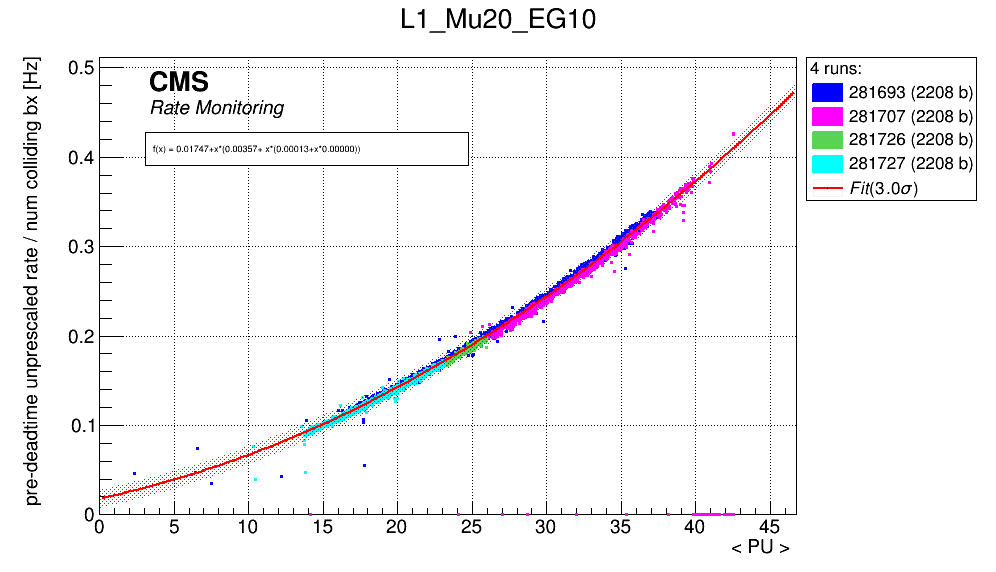 L1_Mu20_EG10
pre-deadtime unprescaled rate / num colliding bx [Hz]
CMS
Rate Monitoring
f(x) = 0.01747+x*(0.00357+ x*(0.00013+x*0.00000))
0.5
0.4
0.3
0.2
0.1
0
0 5 10 15 20 25 30 35 40 45
< PU >
4 runs:
281693 (2208 b)
281707 (2208 b)
281726 (2208 b)
281727 (2208 b)
Fit(3.0σ)